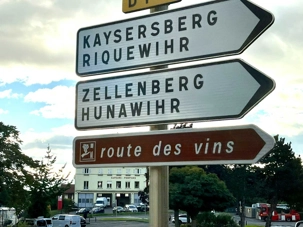 KAYSERSBERG
RIQUEWIHR
ZELLENBERG
HUNAWIHR
route des vins